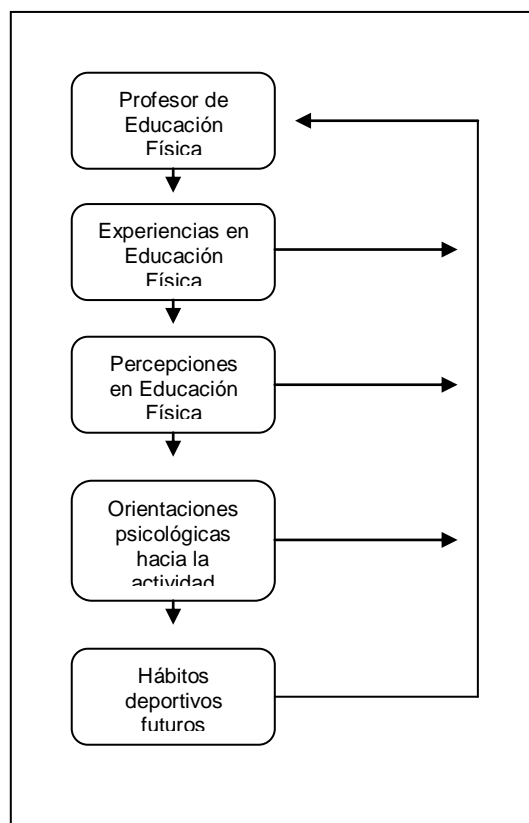 Profesor de
Educación
Física
Experiencias en
Educación
Física
Percepciones
en Educación
Física
Orientaciones
psicológicas
hacia la
actividad
Hábitos
deportivos
futuros